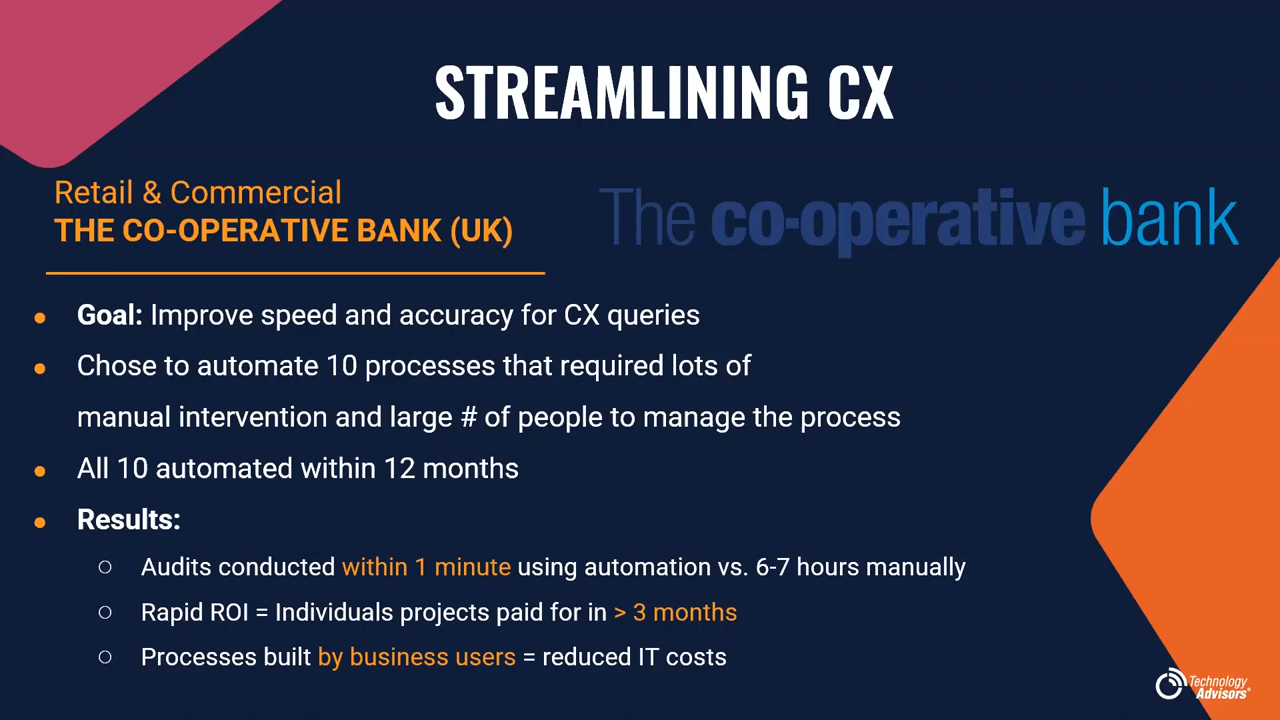 STREAMLINING CX
Retail & Commercial
THE CO-OPERATIVE BANK (UK)
The co-operative bank
Goal: Improve speed and accuracy for CX queries
Chose to automate 10 processes that required lots of
manual intervention and large # of people to manage the process
All 10 automated within 12 months
Results:
Audits conducted within 1 minute using automation vs. 6-7 hours manually
Rapid ROI = Individuals projects paid for in > 3 months
Processes built by business users = reduced IT costs
Technology
Advisors®